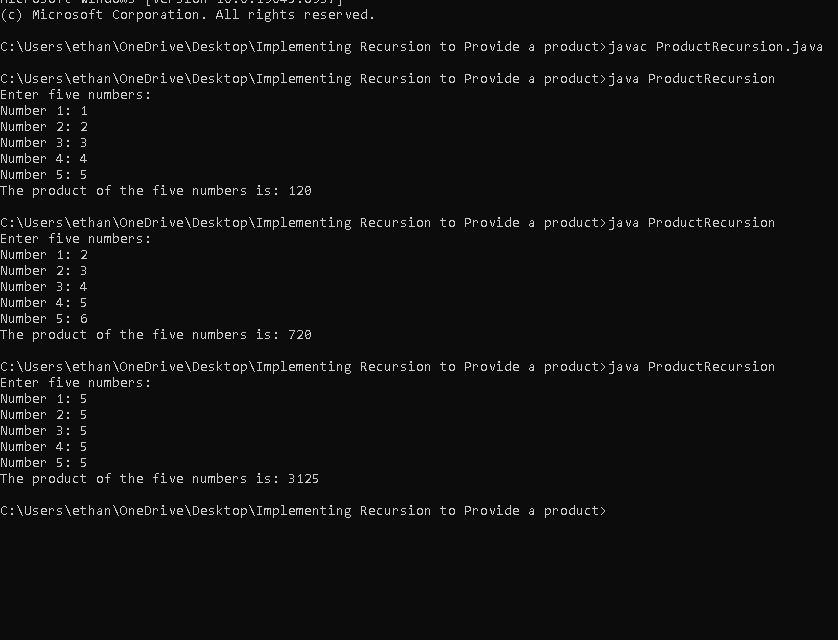 (c) Microsoft Corporation. All rights reserved.
C:\Users\ethan\OneDrive\Desktop\Implementing Recursion to Provide a product>javac ProductRecursion.java
C:\Users\ethan\OneDrive\Desktop\Implementing Recursion to Provide a product>java ProductRecursion
Enter five numbers:
Number 1: 1
Number 2: 2
Number 3: 3
Number 4: 4
Number 5: 5
The product of the five numbers is: 120
C:\Users\ethan\OneDrive\Desktop\Implementing Recursion to Provide a product>java ProductRecursion
Enter five numbers:
Number 1: 2
Number 2: 3
Number 3: 4
Number 4: 5
Number 5: 6
The product of the five numbers is: 720
C:\Users\ethan\OneDrive\Desktop\Implementing Recursion to Provide a product>java ProductRecursion
Enter five numbers:
Number 1: 5
Number 2: 5
Number 3: 5
Number 4: 5
Number 5: 5
The product of the five numbers is: 3125
C:\Users\ethan\OneDrive\Desktop\Implementing Recursion to Provide a product>